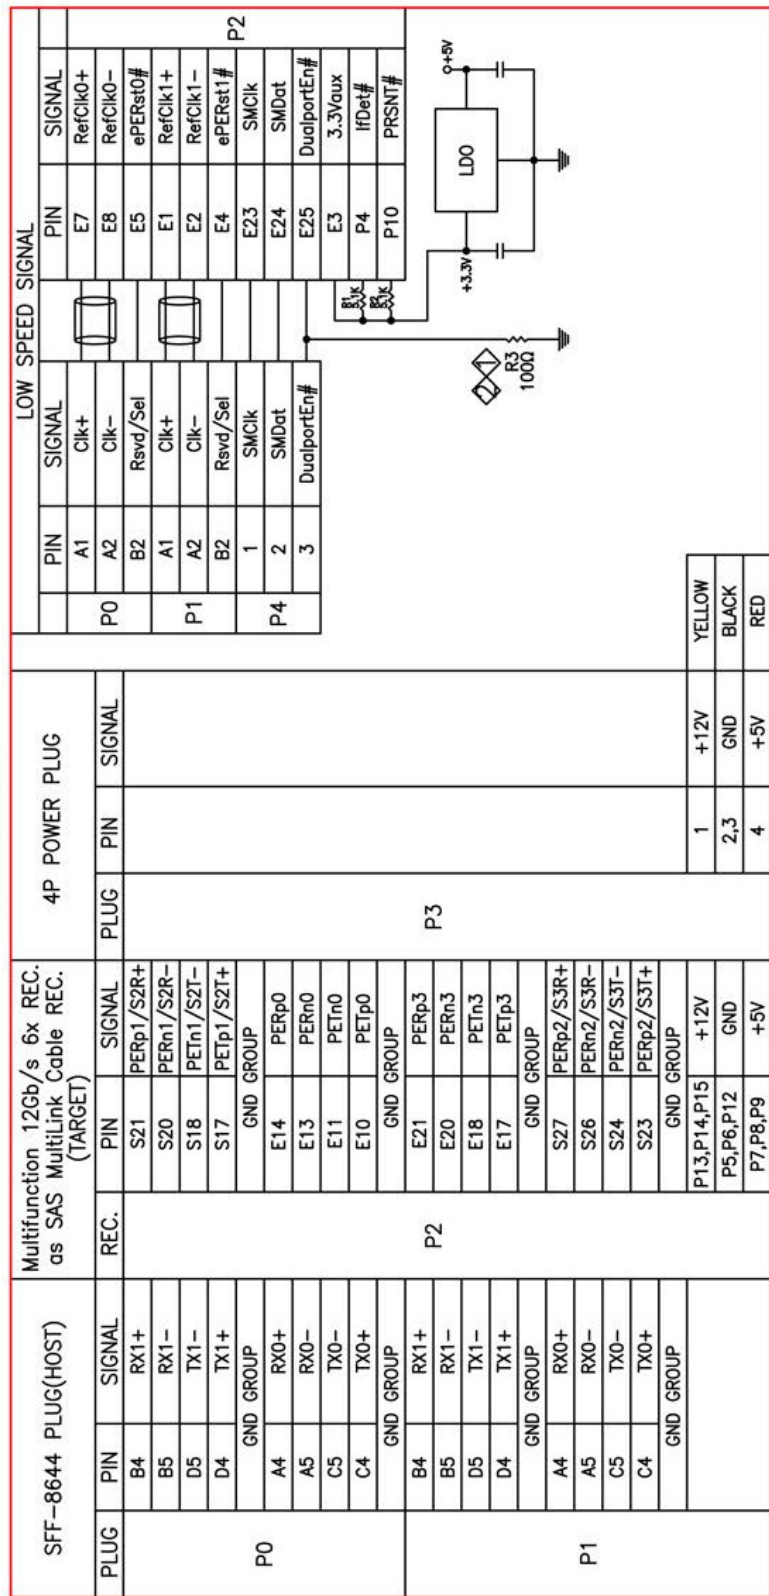 SFF-8644 PLUG(HOST) Multifunction 12Gb/s 6x REC. as SAS MultiLink Cable REC. (TARGET) 4P POWER PLUG
PLUG PIN SIGNAL REC. PIN SIGNAL PLUG PIN SIGNAL
P0 P2 P3
B4 RX1+ S21 PERp1/S2R+
B5 RX1- S20 PERn1/S2R-
D5 TX1- S18 PETn1/S2T-
D4 TX1+ S17 PETp1/S2T+
GND GROUP GND GROUP
A4 RX0+ E14 PERp0
A5 RX0- E13 PERn0
C5 TX0- E11 PETn0
C4 TX0+ E10 PETp0
GND GROUP GND GROUP
P1
B4 RX1+ E21 PERp3
B5 RX1- E20 PERn3
D5 TX1- E18 PETn3
D4 TX1+ E17 PETp3
GND GROUP GND GROUP
A4 RX0+ S27 PERp2/S3R+
A5 RX0- S26 PERn2/S3R-
C5 TX0- S24 PERn2/S3T-
C4 TX0+ S23 PERp2/S3T+
GND GROUP GND GROUP
P13,P14,P15 +12V 1 +12V YELLOW
P5,P6,P12 GND 2,3 GND BLACK
P7,P8,P9 +5V 4 +5V RED
LOW SPEED SIGNAL
PIN SIGNAL PIN SIGNAL
P0 P2
A1 Clk+ E7 RefClk0+
A2 Clk- E8 RefClk0-
B2 Rsvd/Sel E5 ePERst0#
P1
A1 Clk+ E1 RefClk1+
A2 Clk- E2 RefClk1-
B2 Rsvd/Sel E4 ePERst1#
P4
1 SMClk E23 SMClk
2 SMDat E24 SMDat
3 DualportEn# E25 DualportEn#
E3 3.3Vaux
R1 5.1K P4 IfDet#
R2 5.1K P10 PRSNT#
+3.3V LDO +5V
2 1
R3
100Ω